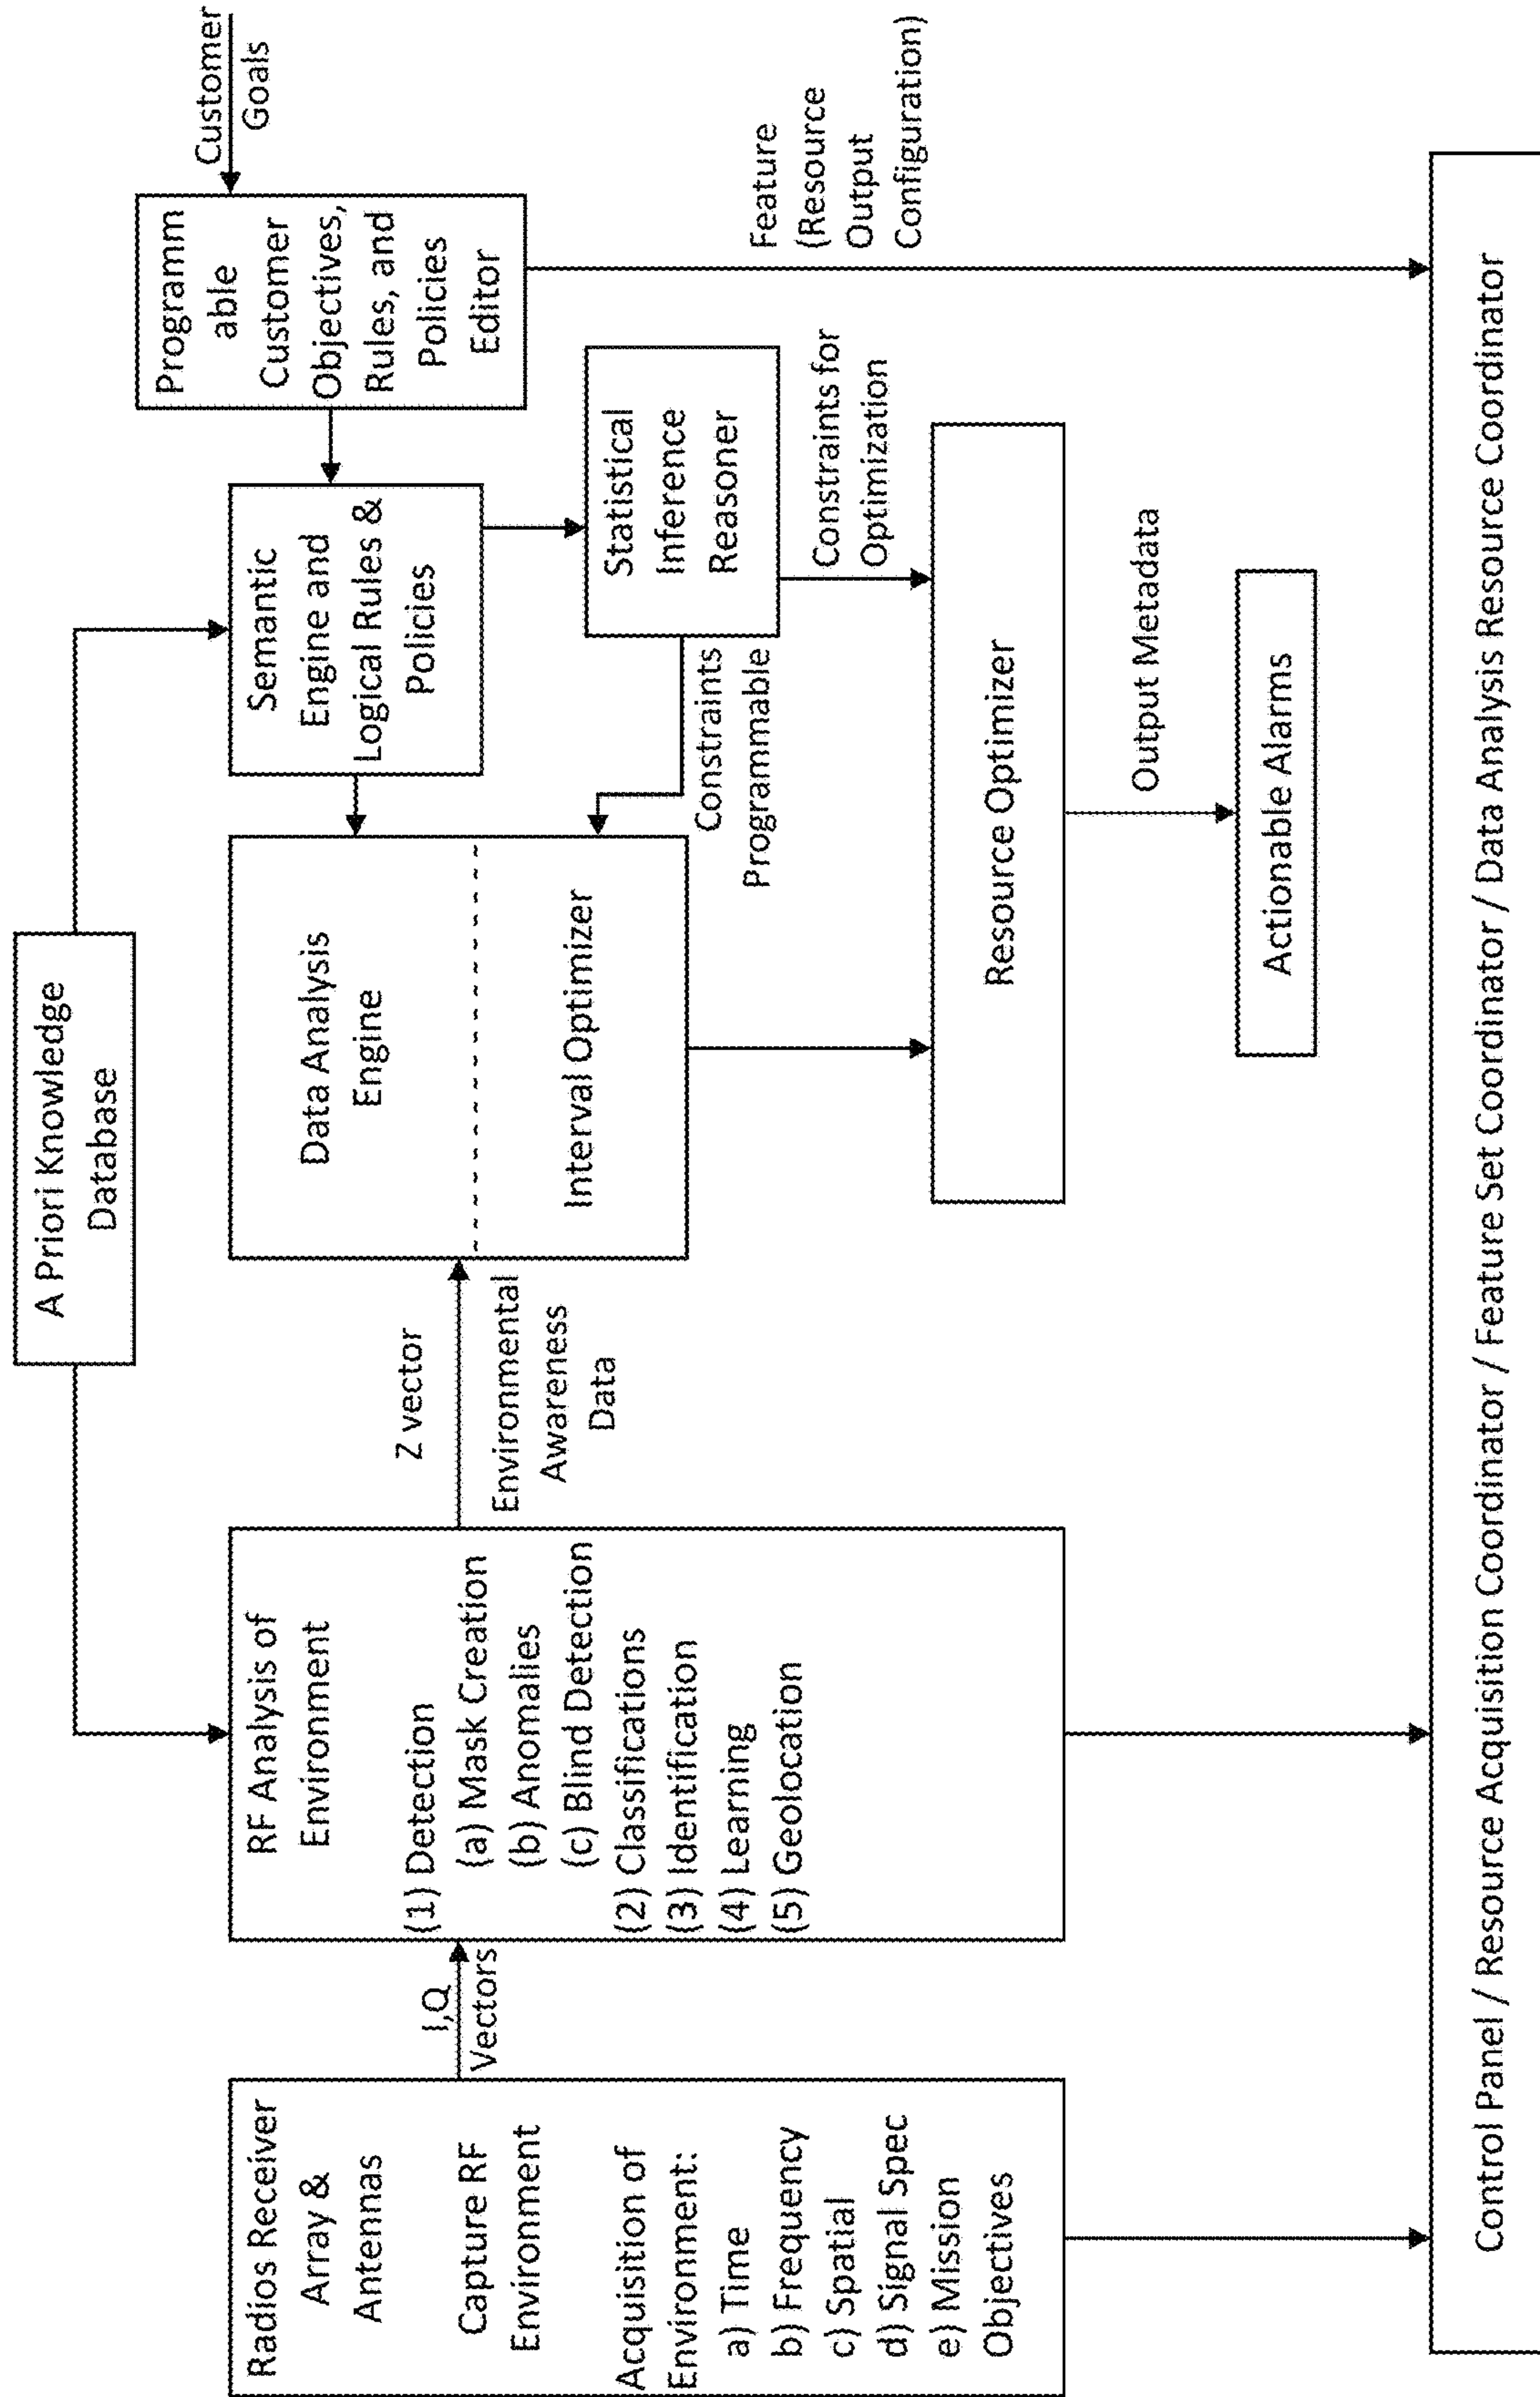 A Priori Knowledge
Database
Customer
Goals
Radios Receiver
Array &
Antennas
Capture RF
Environment
Acquisition of
Environment:
a) Time
b) Frequency
c) Spatial
d) Signal Spec
e) Mission
Objectives
I,Q
Vectors
RF Analysis of
Environment
(1) Detection
(a) Mask Creation
(b) Anomalies
(c) Blind Detection
(2) Classifications
(3) Identification
(4) Learning
(5) Geolocation
Z vector
Environmental
Awareness
Data
Data Analysis
Engine
Interval Optimizer
Semantic
Engine and
Logical Rules &
Policies
Programm
able
Customer
Objectives,
Rules, and
Policies
Editor
Statistical
Inference
Reasoner
Constraints
Programmable
Constraints for
Optimization
Feature
(Resource
Output
Configuration)
Resource Optimizer
Output Metadata
Actionable Alarms
Control Panel / Resource Acquisition Coordinator / Feature Set Coordinator / Data Analysis Resource Coordinator